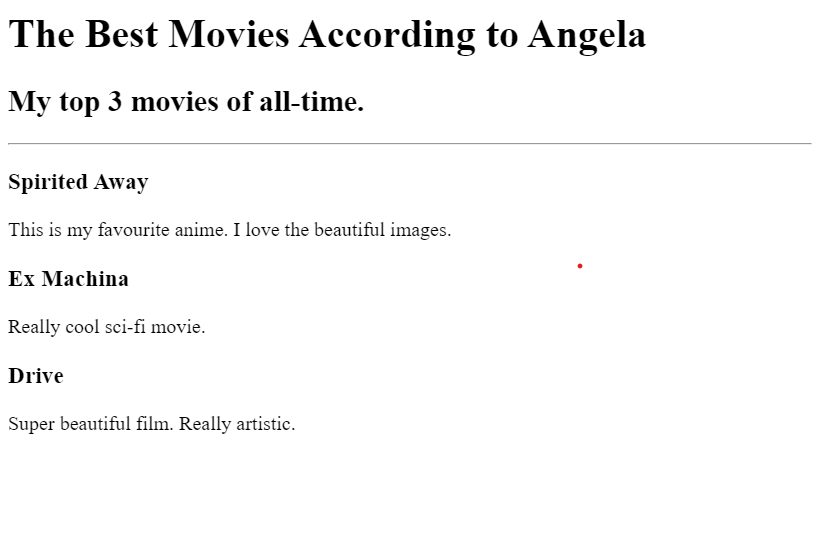 The Best Movies According to Angela
My top 3 movies of all-time.
Spirited Away
This is my favourite anime. I love the beautiful images.
Ex Machina
Really cool sci-fi movie.
Drive
Super beautiful film. Really artistic.